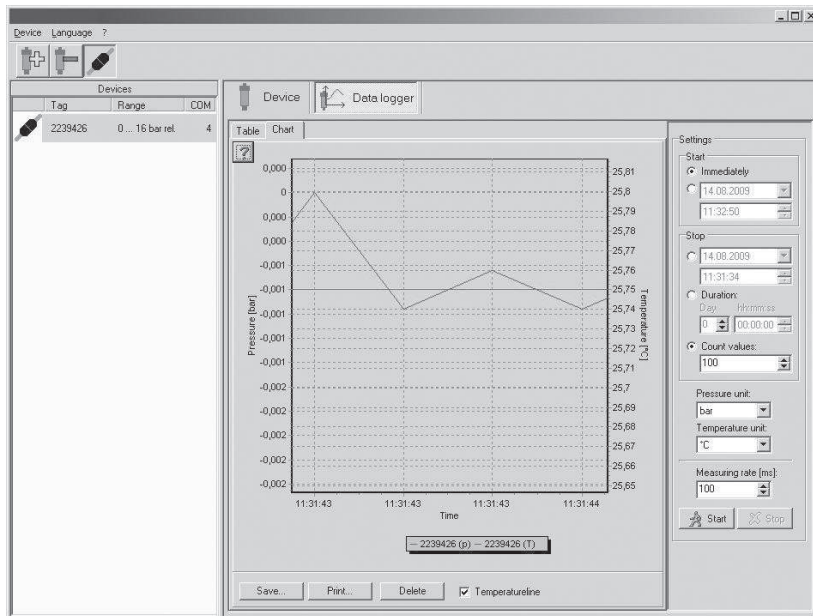 Device Language ?
Devices
Tag Range COM
2239426 0 ... 16 bar rel. 4
Device Data logger
Table Chart
?
0,000
0
0,000
0,000
-0,001
-0,001
-0,001
-0,001
-0,001
-0,002
-0,002
-0,002
-0,002
-0,002
Pressure [bar]
25,81
25,8
25,79
25,78
25,77
25,76
25,75
25,74
25,73
25,72
25,71
25,7
25,69
25,68
25,67
25,66
25,65
Temperature [°C]
11:31:43 11:31:43 11:31:43 11:31:44
Time
2239426 (p) 2239426 (T)
Save... Print... Delete Temperatureline
Settings
Start
Immediately
14.08.2009
11:32:50
Stop
14.08.2009
11:31:34
Duration:
Day hh:mm:ss
0 00:00:00
Count values:
100
Pressure unit:
bar
Temperature unit:
°C
Measuring rate [ms]:
100
Start Stop